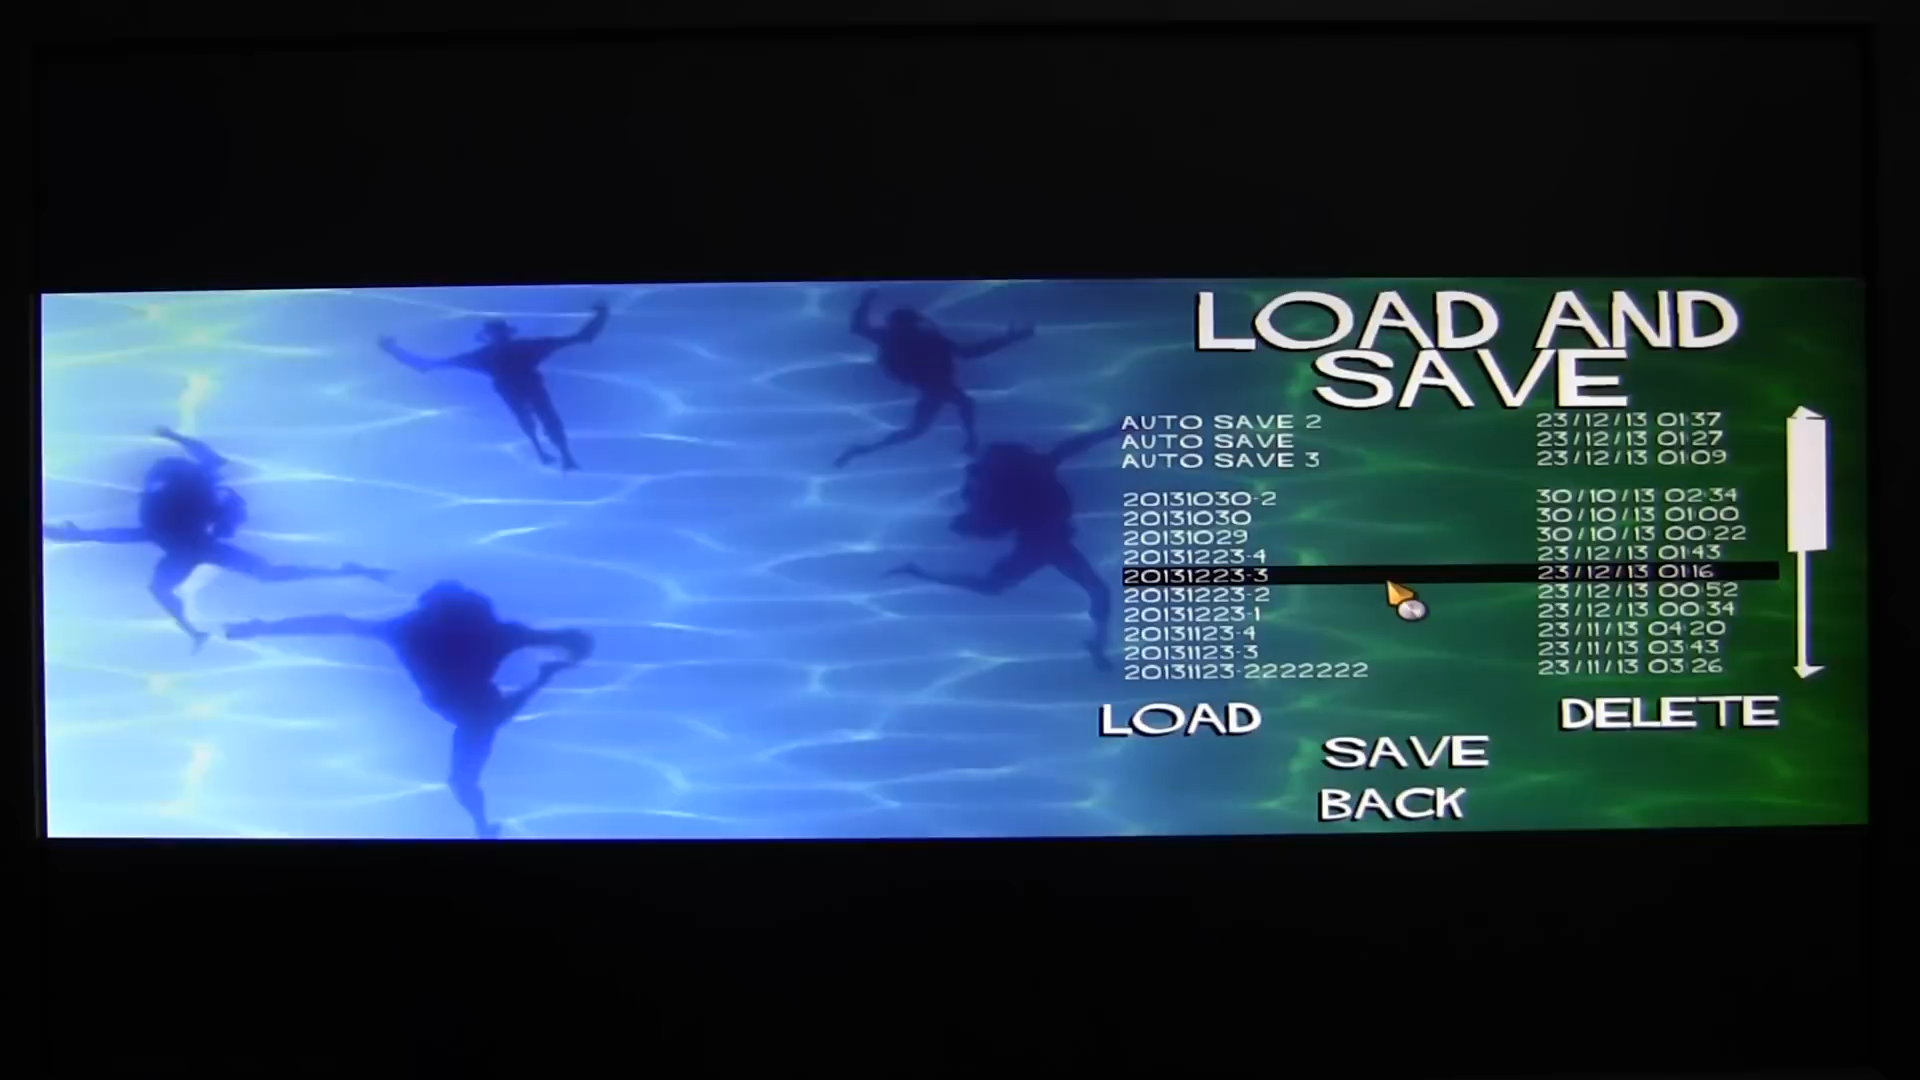 LOAD AND
SAVE
AUTO SAVE 2 23/12/13 01:37
AUTO SAVE 23/12/13 01:27
AUTO SAVE 3 23/12/13 01:09
20131030-2 30/10/13 02:34
20131030 30/10/13 01:00
20131029 30/10/13 00:22
20131223-4 23/12/13 01:43
20131223-3 23/12/13 01:16
20131223-2 23/12/13 00:52
20131223-1 23/12/13 00:34
20131123-4 23/11/13 04:20
20131123-3 23/11/13 03:43
20131123-2222222 23/11/13 03:26
LOAD DELETE
SAVE
BACK